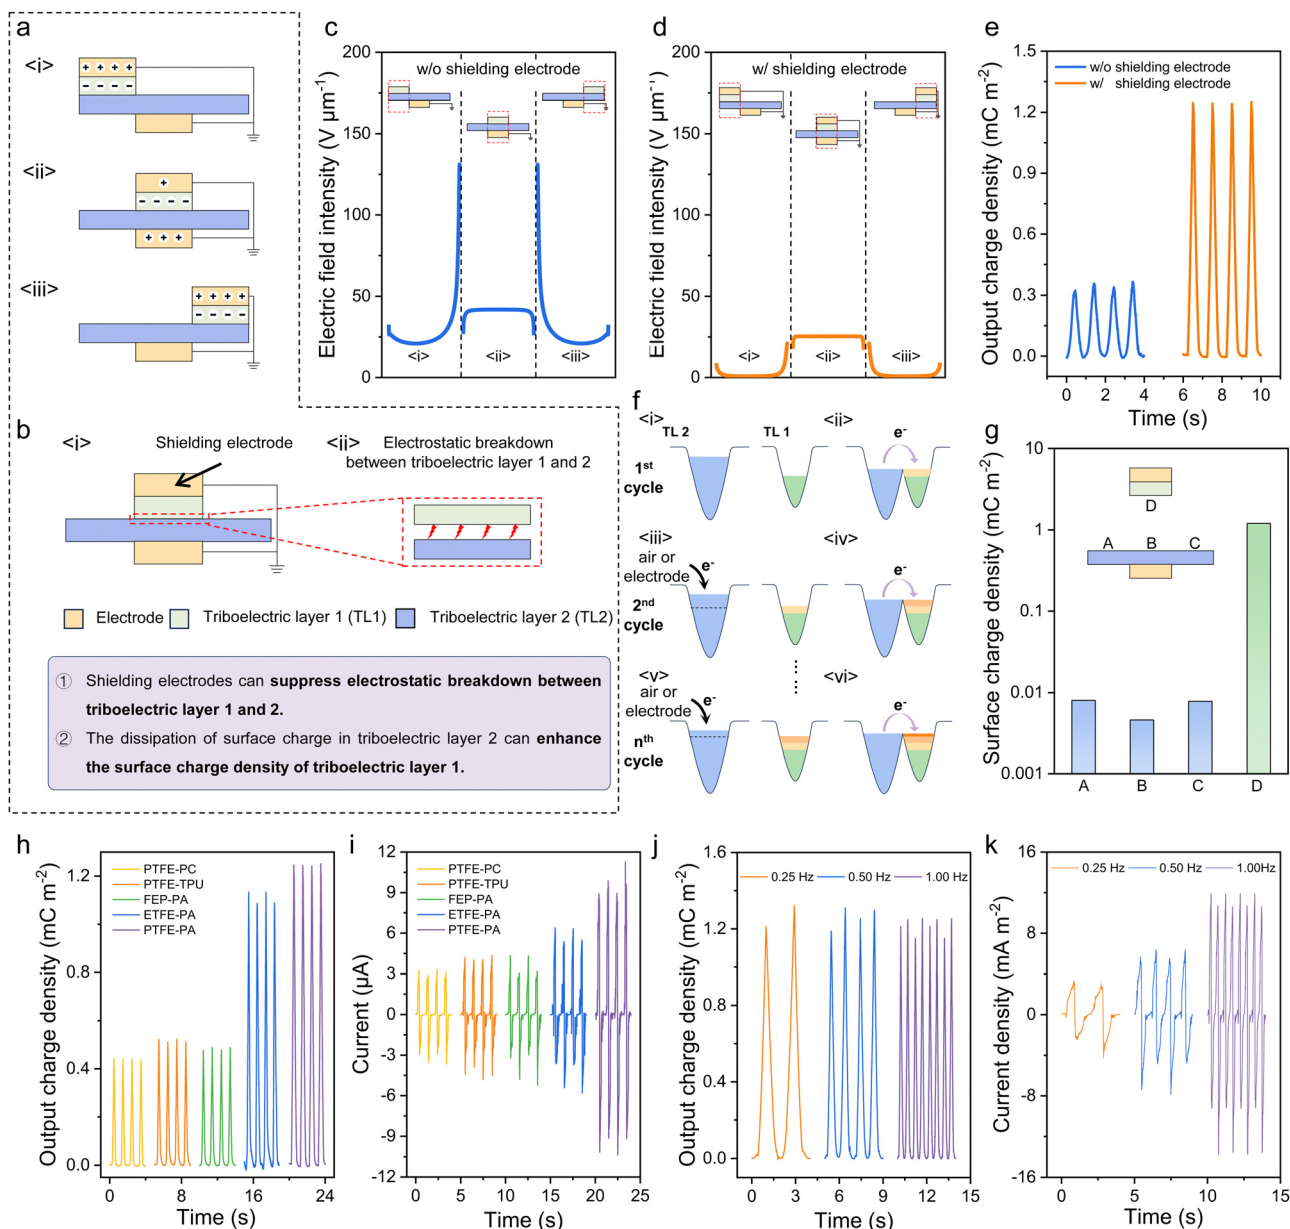 a
<i>
+ + + +
- - - -
<ii>
+
- - - -
+ + +
<iii>
+ + + +
- - - -
b
<i>
Shielding electrode
<ii>
Electrostatic breakdown
between triboelectric layer 1 and 2
Electrode
Triboelectric layer 1 (TL1)
Triboelectric layer 2 (TL2)
① Shielding electrodes can suppress electrostatic breakdown between
triboelectric layer 1 and 2.
② The dissipation of surface charge in triboelectric layer 2 can enhance
the surface charge density of triboelectric layer 1.
c
Electric field intensity (V μm⁻¹)
200
150
100
50
0
w/o shielding electrode
<i>
<ii>
<iii>
d
Electric field intensity (V μm⁻¹)
200
150
100
50
0
w/ shielding electrode
<i>
<ii>
<iii>
e
Output charge density (mC m⁻²)
1.5
1.2
0.9
0.6
0.3
0.0
w/o shielding electrode
w/ shielding electrode
0 2 4 6 8 10
Time (s)
f
<i>
<ii>
TL 2
TL 1
e⁻
1ˢᵗ
cycle
<iii>
<iv>
air or
electrode
e⁻
e⁻
2ⁿᵈ
cycle
<v>
<vi>
air or
electrode
e⁻
e⁻
nᵗʰ
cycle
g
Surface charge density (mC m⁻²)
10
1
0.1
0.01
0.001
D
A B C
A B C D
h
Output charge density (mC m⁻²)
1.2
0.8
0.4
0.0
PTFE-PC
PTFE-TPU
FEP-PA
ETFE-PA
PTFE-PA
0 8 16 24
Time (s)
i
Current (μA)
12
9
6
3
0
-3
-6
-9
-12
PTFE-PC
PTFE-TPU
FEP-PA
ETFE-PA
PTFE-PA
0 5 10 15 20 25
Time (s)
j
Output charge density (mC m⁻²)
1.6
1.2
0.8
0.4
0.0
0.25 Hz 0.50 Hz 1.00 Hz
0 3 6 9 12 15
Time (s)
k
Current density (mA m⁻²)
16
8
0
-8
-16
0.25 Hz 0.50 Hz 1.00Hz
0 5 10 15
Time (s)